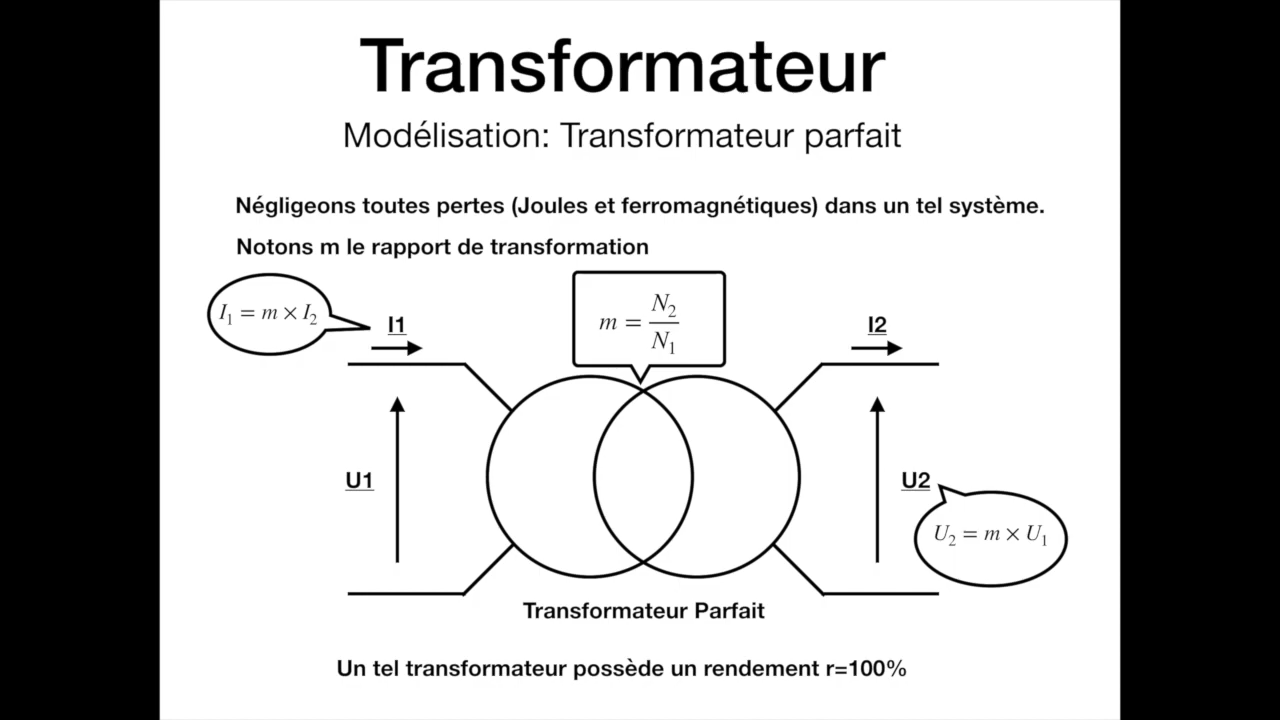 Transformateur
Modélisation: Transformateur parfait
Négligeons toutes pertes (Joules et ferromagnétiques) dans un tel système.
Notons m le rapport de transformation
I₁ = m × I₂
I1
m = N₂/N₁
I2
U1
U2
U₂ = m × U₁
Transformateur Parfait
Un tel transformateur possède un rendement r=100%